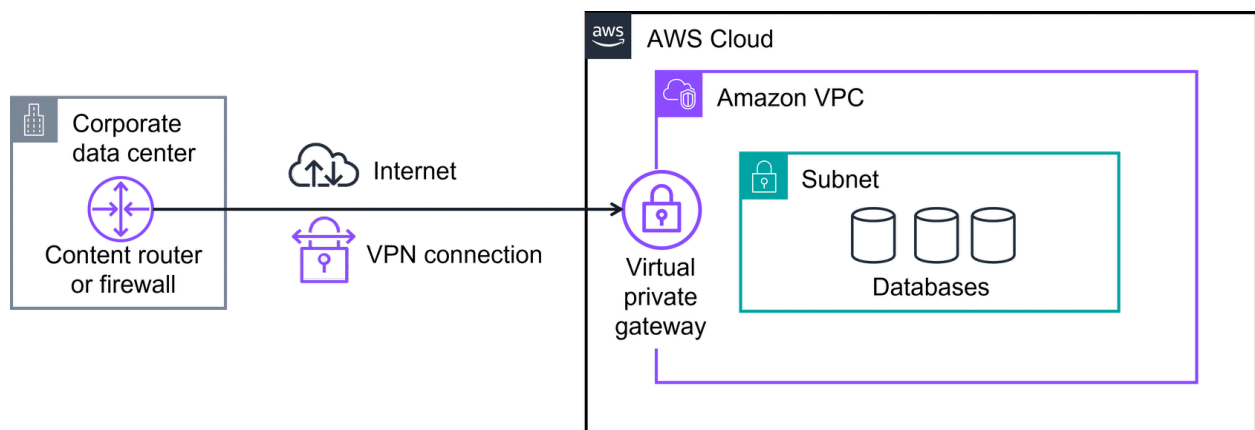 aws
AWS Cloud
Amazon VPC
Corporate
data center
Internet
Subnet
Content router
or firewall
VPN connection
Virtual
private
gateway
Databases